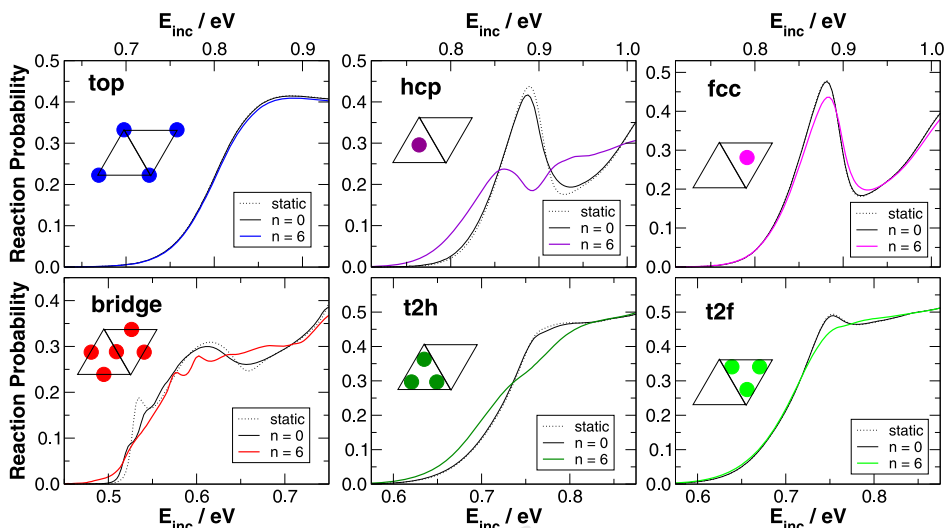 E_inc / eV
E_inc / eV
E_inc / eV
0.7 0.8 0.9
0.8 0.9 1.0
0.8 0.9 1.0
Reaction Probability
0.5
0.4
0.3
0.2
0.1
0.0
top
static
n = 0
n = 6
hcp
static
n = 0
n = 6
fcc
static
n = 0
n = 6
0.5
0.4
0.3
0.2
0.1
0.0
Reaction Probability
0.4
0.3
0.2
0.1
0.0
bridge
static
n = 0
n = 6
t2h
static
n = 0
n = 6
t2f
static
n = 0
n = 6
0.5
0.4
0.3
0.2
0.1
0.0
0.5 0.6 0.7
0.6 0.7 0.8
0.6 0.7 0.8
E_inc / eV
E_inc / eV
E_inc / eV